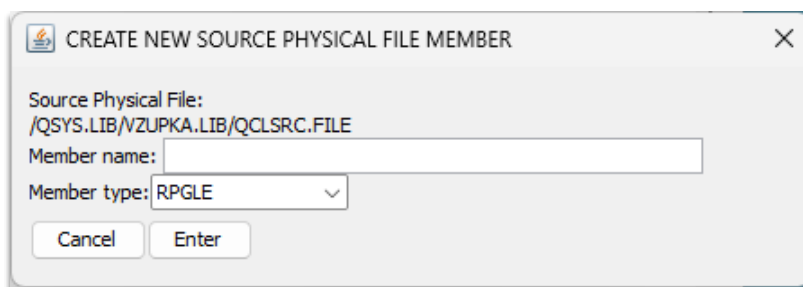 CREATE NEW SOURCE PHYSICAL FILE MEMBER
Source Physical File:
/QSYS.LIB/VZUPKA.LIB/QCLSRC.FILE
Member name:
Member type: RPGLE
Cancel Enter